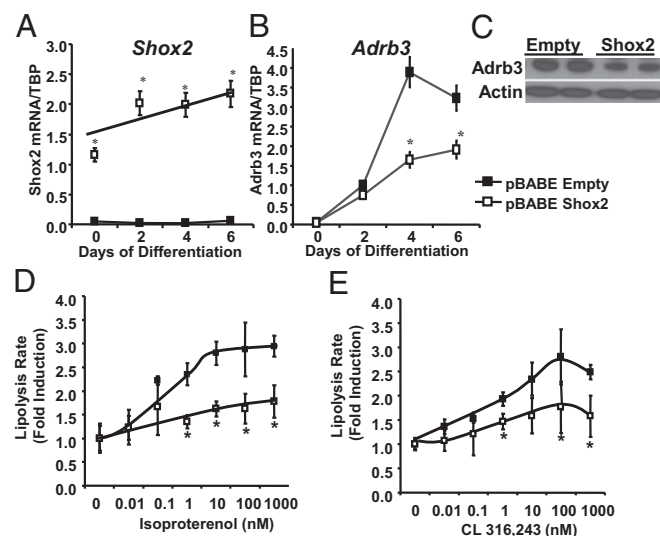 A
Shox2
Shox2 mRNA/TBP
3.0
2.5
2.0
1.5
1.0
0.5
0.0
*
*
*
*
0 2 4 6
Days of Differentiation
B
Adrb3
Adrb3 mRNA/TBP
4.5
4.0
3.5
3.0
2.5
2.0
1.5
1.0
0.5
0.0
*
*
0 2 4 6
Days of Differentiation
C
Empty Shox2
Adrb3
Actin
pBABE Empty
pBABE Shox2
D
Lipolysis Rate
(Fold Induction)
4.0
3.5
3.0
2.5
2.0
1.5
1.0
0.5
0.0
* * * *
0 0.01 0.1 1 10 100 1000
Isoproterenol (nM)
E
Lipolysis Rate
(Fold Induction)
4.0
3.5
3.0
2.5
2.0
1.5
1.0
0.5
0.0
* * *
0 0.01 0.1 1 10 100 1000
CL 316,243 (nM)